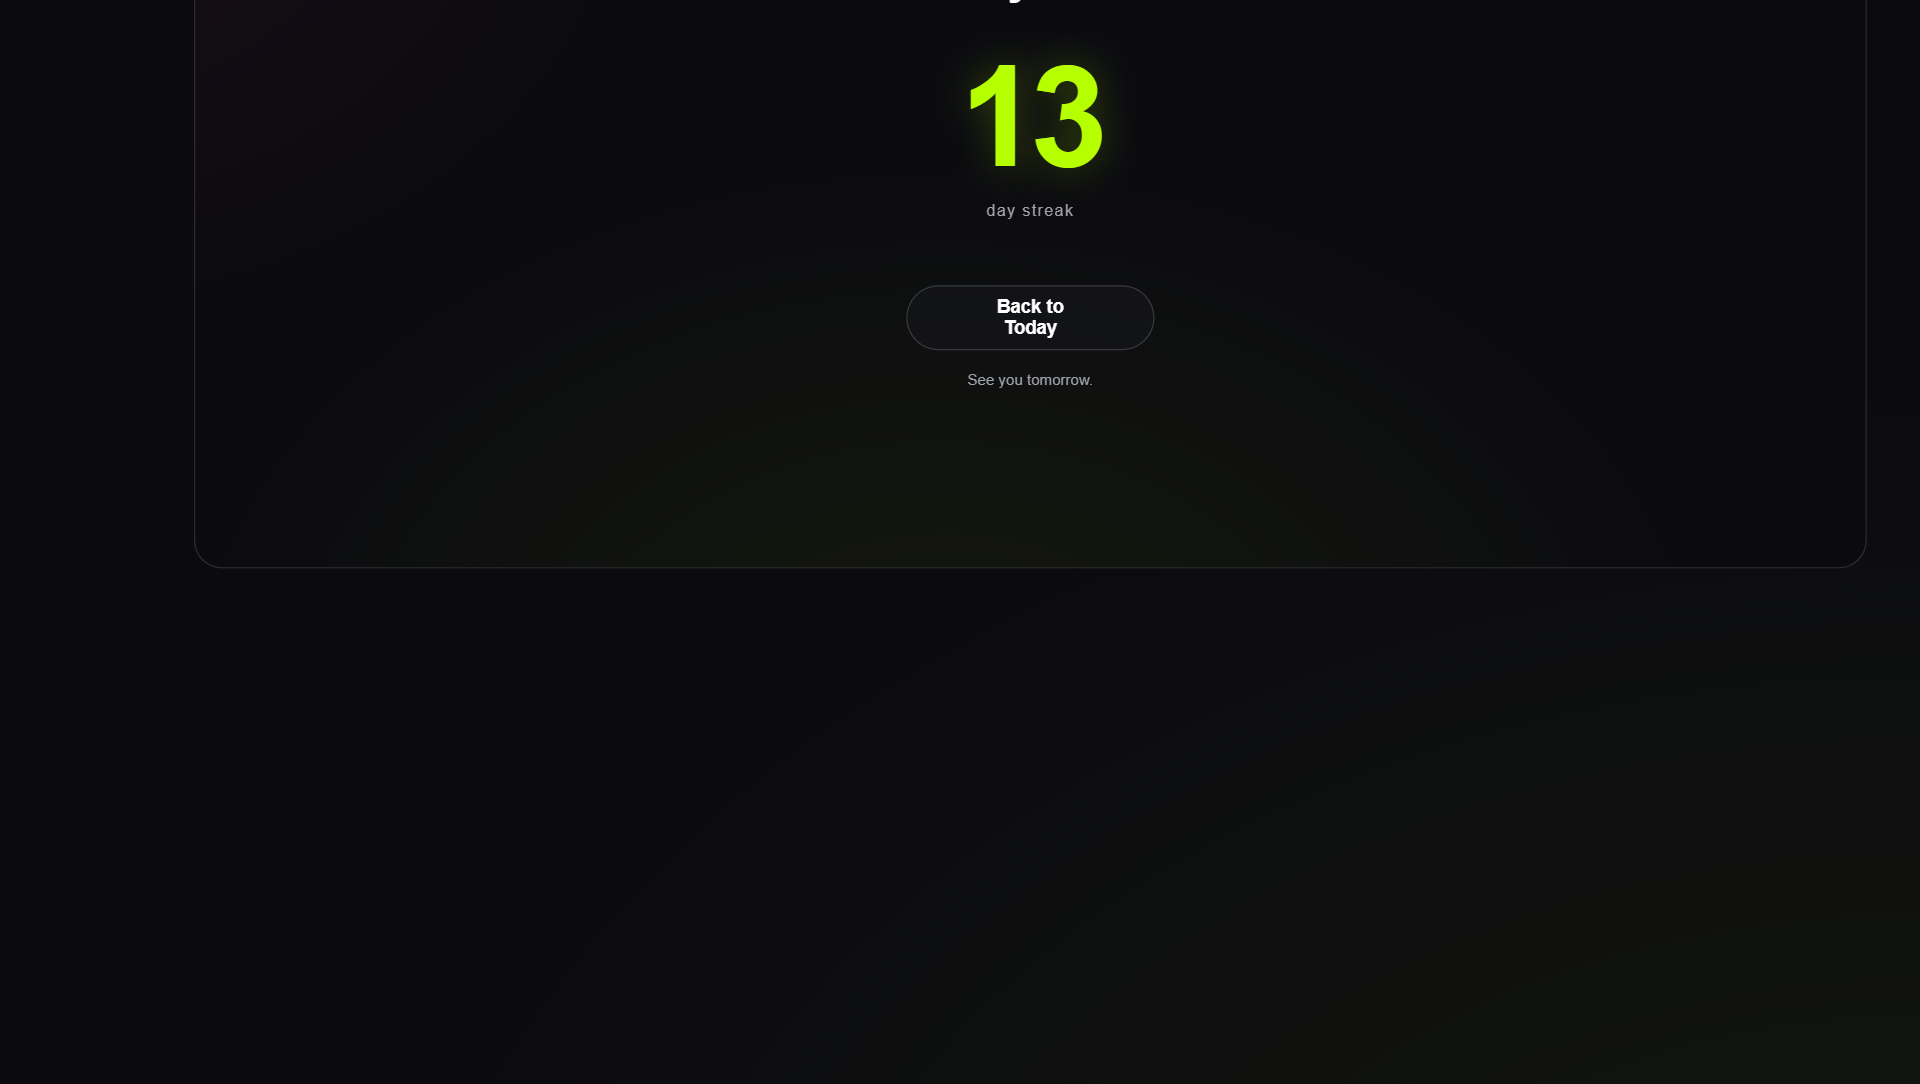 13
day streak
Back to
Today
See you tomorrow.